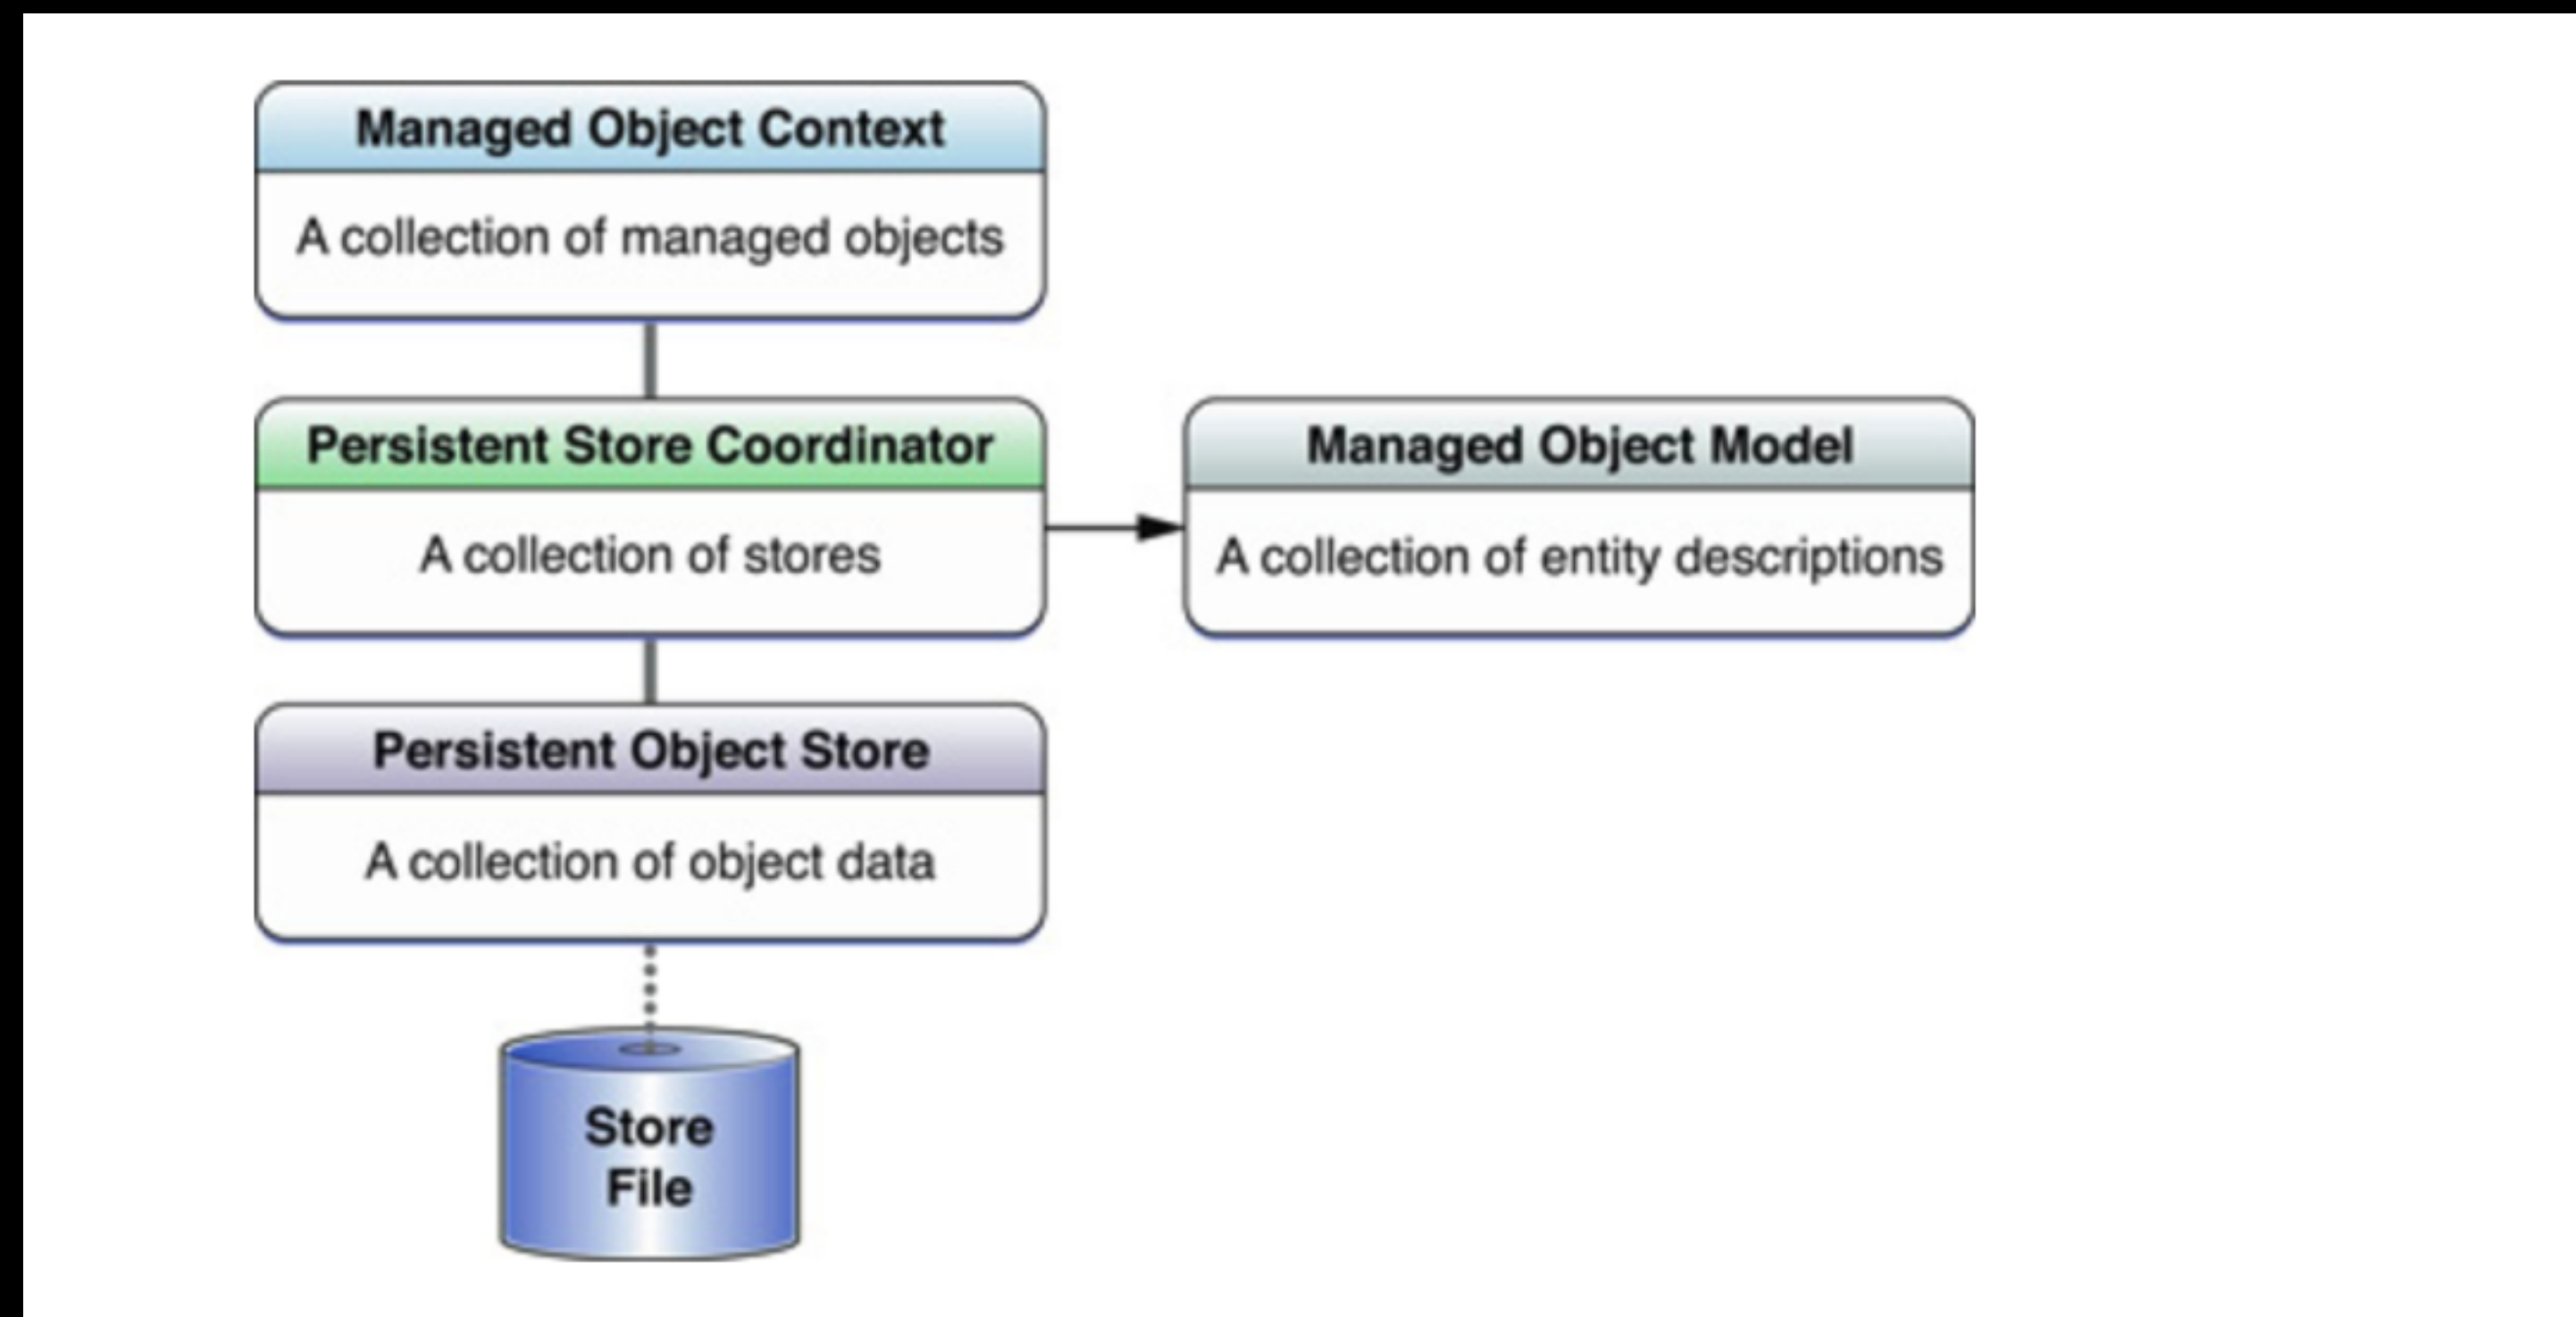 Managed Object Context
A collection of managed objects
Persistent Store Coordinator
A collection of stores
Managed Object Model
A collection of entity descriptions
Persistent Object Store
A collection of object data
Store
File